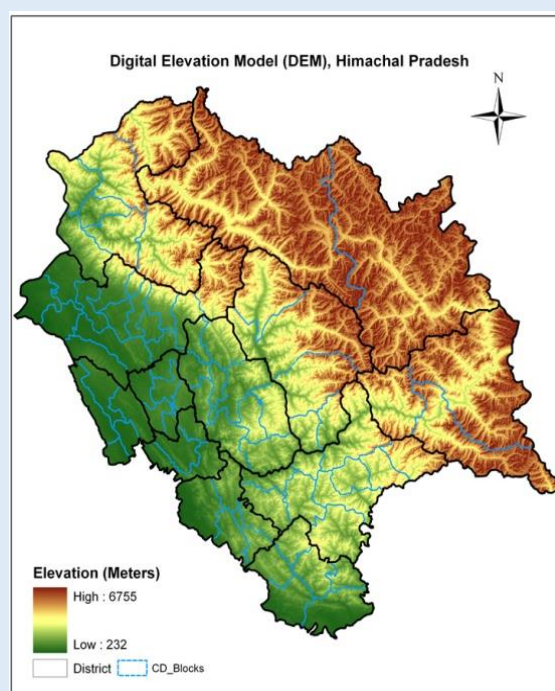 Digital Elevation Model (DEM), Himachal Pradesh
N
Elevation (Meters)
High : 6755
Low : 232
District CD_Blocks